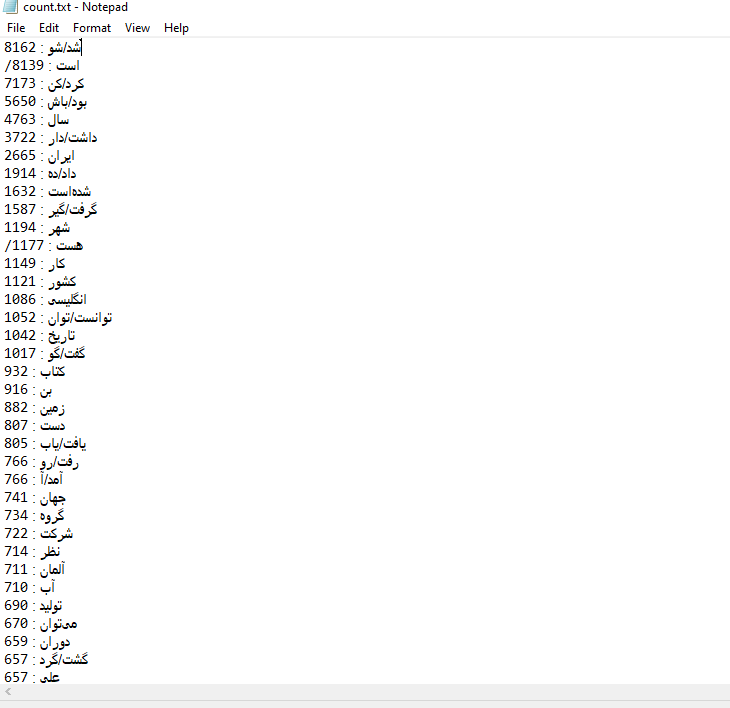 count.txt - Notepad
File Edit Format View Help
8162 : شد/شو
/8139 : است
7173 : کرد/کن
5650 : بود/باش
4763 : سال
3722 : داشت/دار
2665 : ایران
1914 : داد/ده
1632 : شده‌است
1587 : گرفت/گیر
1194 : شهر
/1177 : هست
1149 : کار
1121 : کشور
1086 : انگلیسی
1052 : توانست/توان
1042 : تاریخ
1017 : گفت/گو
932 : کتاب
916 : بن
882 : زمین
807 : دست
805 : یافت/یاب
766 : رفت/رو
766 : آمد/آ
741 : جهان
734 : گروه
722 : شرکت
714 : نظر
711 : آلمان
710 : آب
690 : تولید
670 : می‌توان
659 : دوران
657 : گشت/گرد
657 : علی